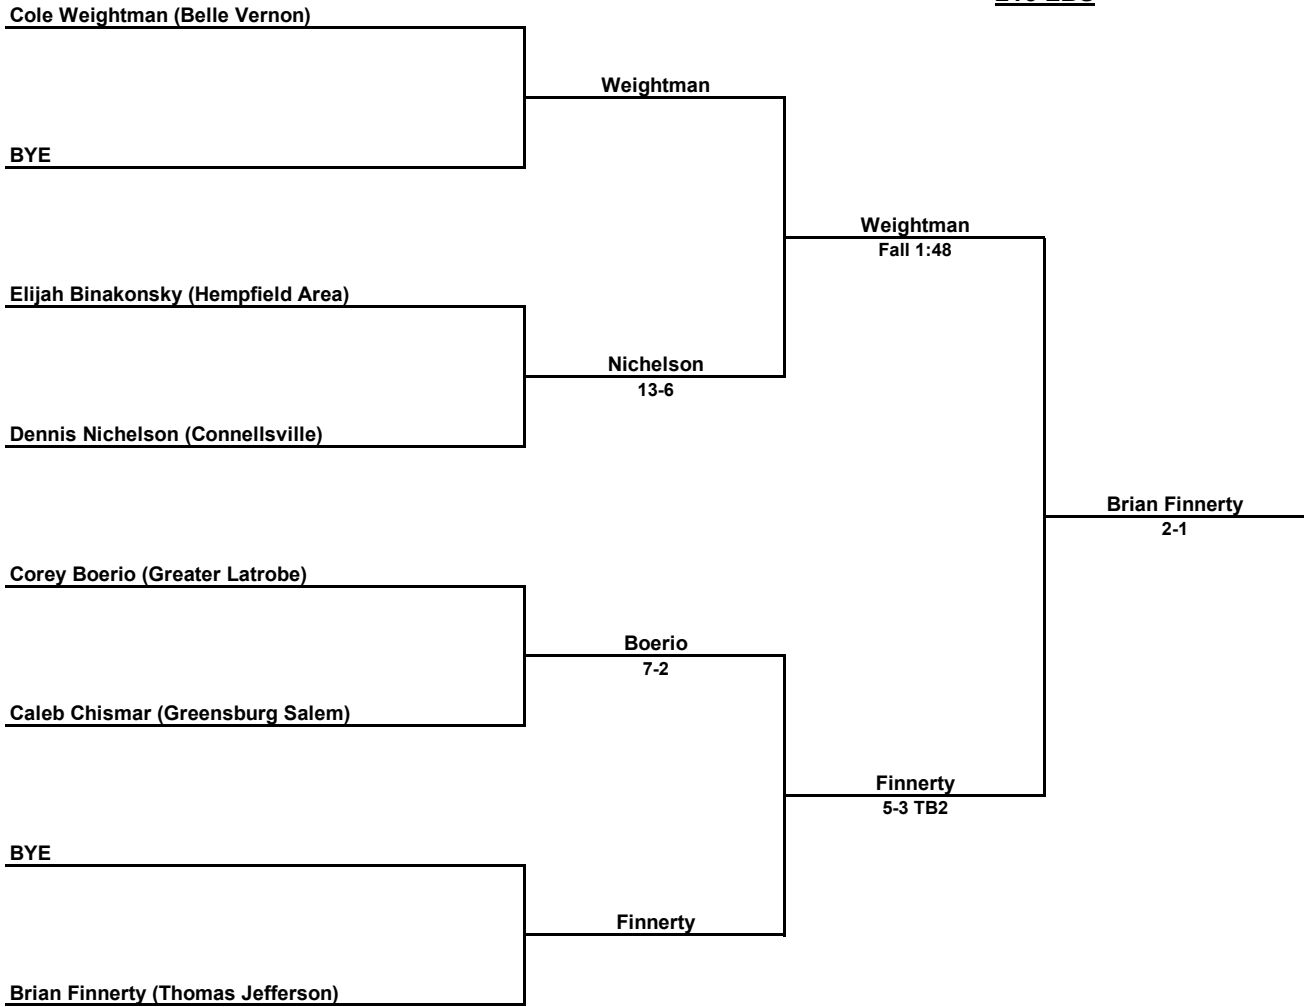 Cole Weightman (Belle Vernon)
Weightman
BYE
Weightman
Fall 1:48
Elijah Binakonsky (Hempfield Area)
Nichelson
13-6
Dennis Nichelson (Connellsville)
Brian Finnerty
2-1
Corey Boerio (Greater Latrobe)
Boerio
7-2
Caleb Chismar (Greensburg Salem)
Finnerty
5-3 TB2
BYE
Finnerty
Brian Finnerty (Thomas Jefferson)